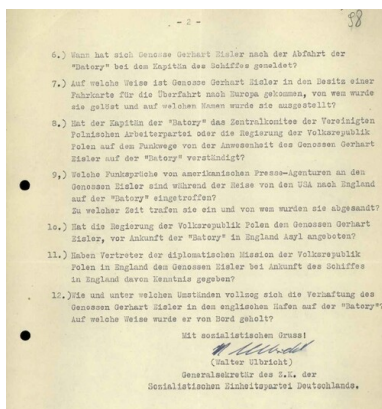 - 2 -
98
6.) Wann hat sich Genosse Gerhart Eisler nach der Abfahrt der
"Batory" bei dem Kapitän des Schiffes gemeldet?
7.) Auf welche Weise ist Genosse Gerhart Eisler in den Besitz einer
Fahrkarte für die Überfahrt nach Europa gekommen, von wem wurde
sie gelöst und auf welchen Namen wurde sie ausgestellt?
8.) Hat der Kapitän der "Batory" das Zentralkomitee der Vereinigten
Polnischen Arbeiterpartei oder die Regierung der Volksrepublik
Polen auf dem Funkwege von der Anwesenheit des Genossen Gerhart
Eisler auf der "Batory" verständigt?
9,) Welche Funksprüche von amerikanischen Presse-Agenturen an den
Genossen Eisler sind während der Reise von den USA nach England
auf der "Batory" eingetroffen?
Zu welcher Zeit trafen sie ein und von wem wurden sie abgesandt?
1o.) Hat die Regierung der Volksrepublik Polen dem Genossen Gerhart
Eisler, vor Ankunft der "Batory" in England Asyl angeboten?
11.) Haben Vertreter der diplomatischen Mission der Volksrepublik
Polen in England dem Genossen Eisler bei Ankunft des Schiffes
in England davon Kenntnis gegeben?
12.) Wie und unter welchen Umständen vollzog sich die Verhaftung des
Genossen Gerhart Eisler in dem englischen Hafen auf der "Batory"?
Auf welche Weise wurde er von Bord geholt?
Mit sozialistischen Gruss!
W Ulbricht
(Walter Ulbricht)
Generalsekretär des Z.K. der
Sozialistischen Einheitspartei Deutschlands.